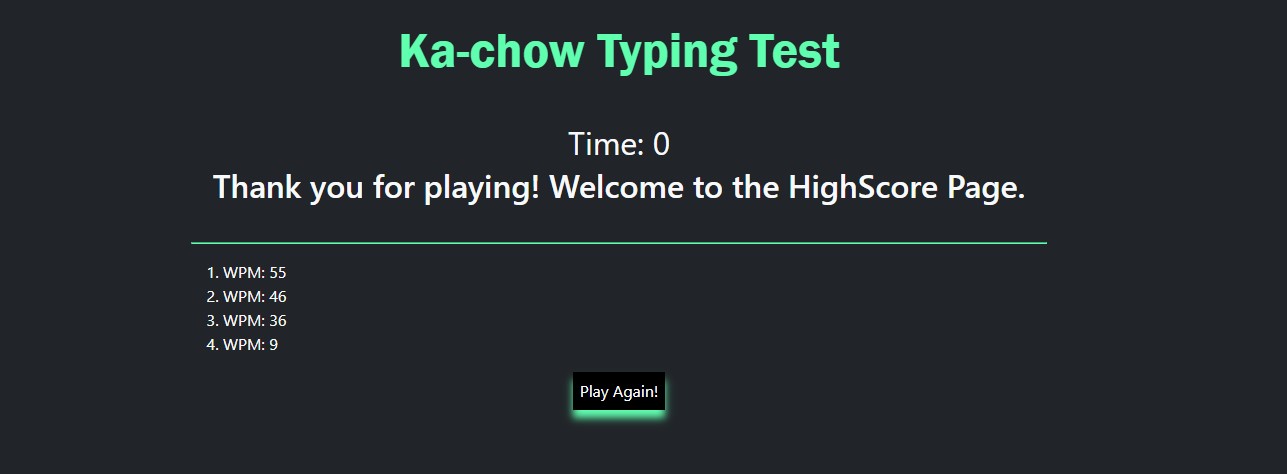 Ka-chow Typing Test
Time: 0
Thank you for playing! Welcome to the HighScore Page.
1. WPM: 55
2. WPM: 46
3. WPM: 36
4. WPM: 9
Play Again!